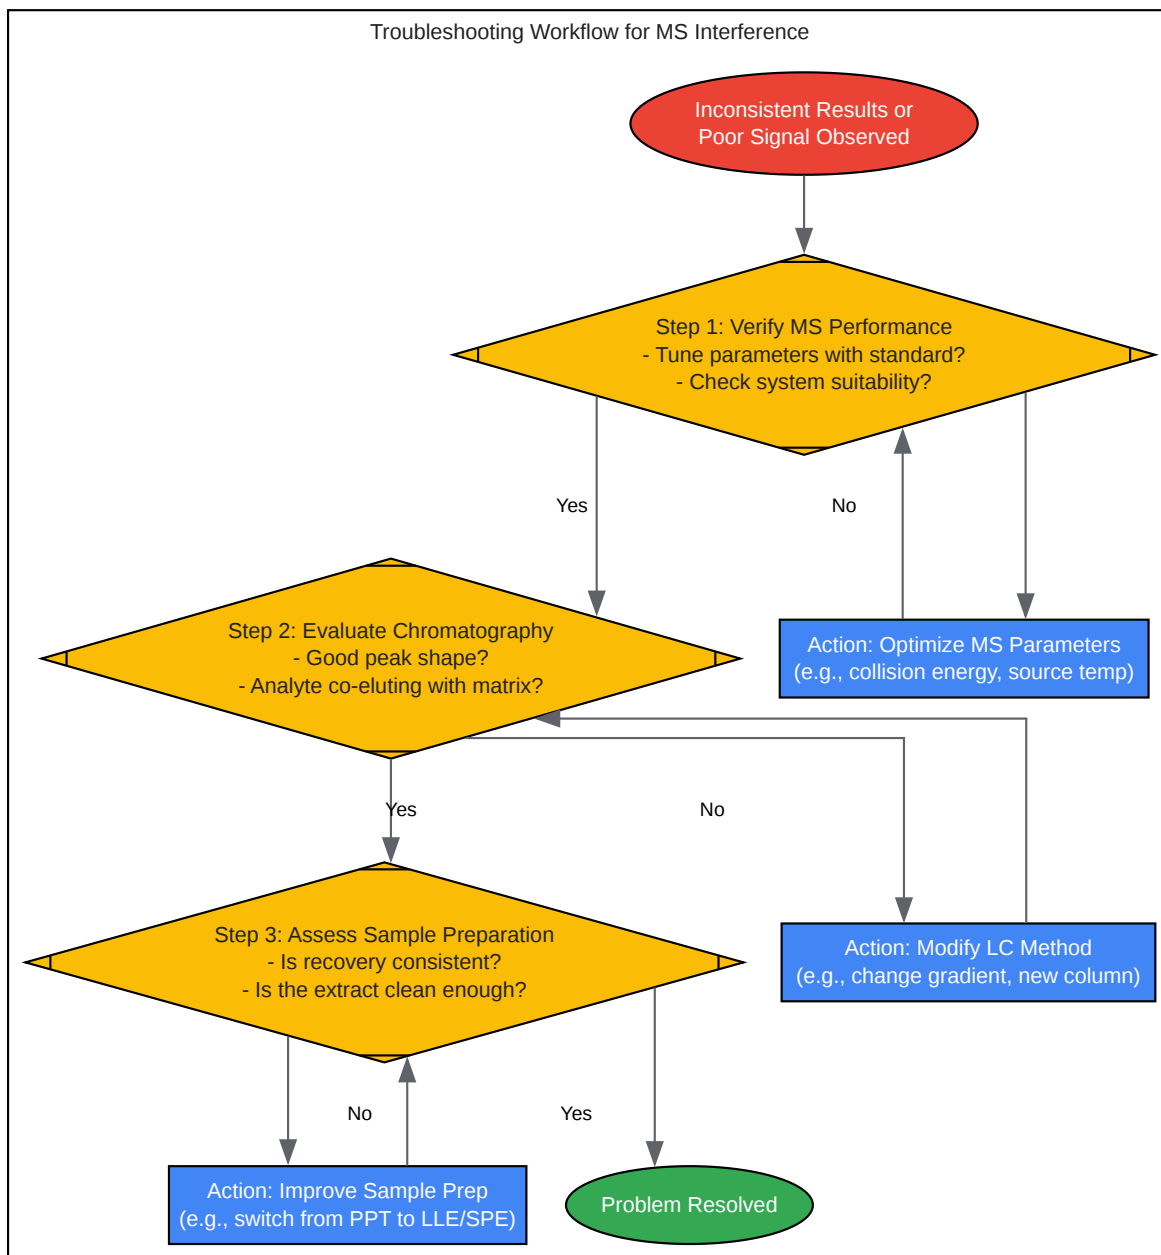 Troubleshooting Workflow for MS Interference
Inconsistent Results or
Poor Signal Observed
Step 1: Verify MS Performance
- Tune parameters with standard?
- Check system suitability?
Yes
No
Step 2: Evaluate Chromatography
- Good peak shape?
- Analyte co-eluting with matrix?
Action: Optimize MS Parameters
(e.g., collision energy, source temp)
Yes
No
Step 3: Assess Sample Preparation
- Is recovery consistent?
- Is the extract clean enough?
Action: Modify LC Method
(e.g., change gradient, new column)
No
Yes
Action: Improve Sample Prep
(e.g., switch from PPT to LLE/SPE)
Problem Resolved